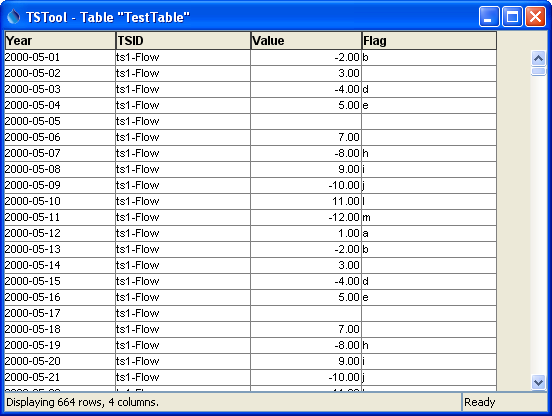 TSTool - Table "TestTable"
Year TSID Value Flag
2000-05-01 ts1-Flow -2.00 b
2000-05-02 ts1-Flow 3.00
2000-05-03 ts1-Flow -4.00 d
2000-05-04 ts1-Flow 5.00 e
2000-05-05 ts1-Flow
2000-05-06 ts1-Flow 7.00
2000-05-07 ts1-Flow -8.00 h
2000-05-08 ts1-Flow 9.00 i
2000-05-09 ts1-Flow -10.00 j
2000-05-10 ts1-Flow 11.00 l
2000-05-11 ts1-Flow -12.00 m
2000-05-12 ts1-Flow 1.00 a
2000-05-13 ts1-Flow -2.00 b
2000-05-14 ts1-Flow 3.00
2000-05-15 ts1-Flow -4.00 d
2000-05-16 ts1-Flow 5.00 e
2000-05-17 ts1-Flow
2000-05-18 ts1-Flow 7.00
2000-05-19 ts1-Flow -8.00 h
2000-05-20 ts1-Flow 9.00 i
2000-05-21 ts1-Flow -10.00 j
Displaying 664 rows, 4 columns. Ready